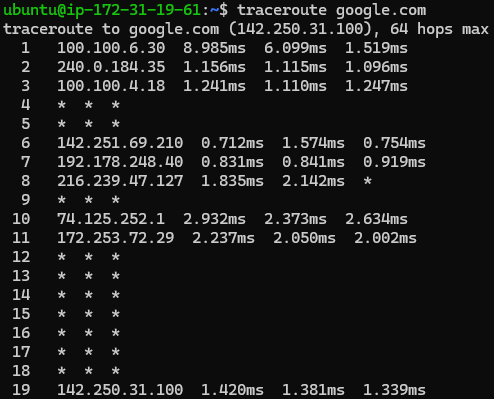 ubuntu@ip-172-31-19-61:~$ traceroute google.com
traceroute to google.com (142.250.31.100), 64 hops max
  1   100.100.6.30  8.985ms  6.099ms  1.519ms
  2   240.0.184.35  1.156ms  1.115ms  1.096ms
  3   100.100.4.18  1.241ms  1.110ms  1.247ms
  4   *  *  *
  5   *  *  *
  6   142.251.69.210  0.712ms  1.574ms  0.754ms
  7   192.178.248.40  0.831ms  0.841ms  0.919ms
  8   216.239.47.127  1.835ms  2.142ms  *
  9   *  *  *
 10   74.125.252.1  2.932ms  2.373ms  2.634ms
 11   172.253.72.29  2.237ms  2.050ms  2.002ms
 12   *  *  *
 13   *  *  *
 14   *  *  *
 15   *  *  *
 16   *  *  *
 17   *  *  *
 18   *  *  *
 19   142.250.31.100  1.420ms  1.381ms  1.339ms